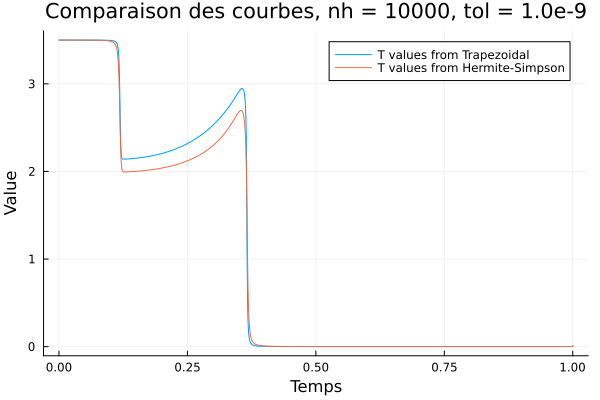 Comparaison des courbes, nh = 10000, tol = 1.0e-9
T values from Trapezoidal
T values from Hermite-Simpson
Value
3
2
1
0
0.00 0.25 0.50 0.75 1.00
Temps